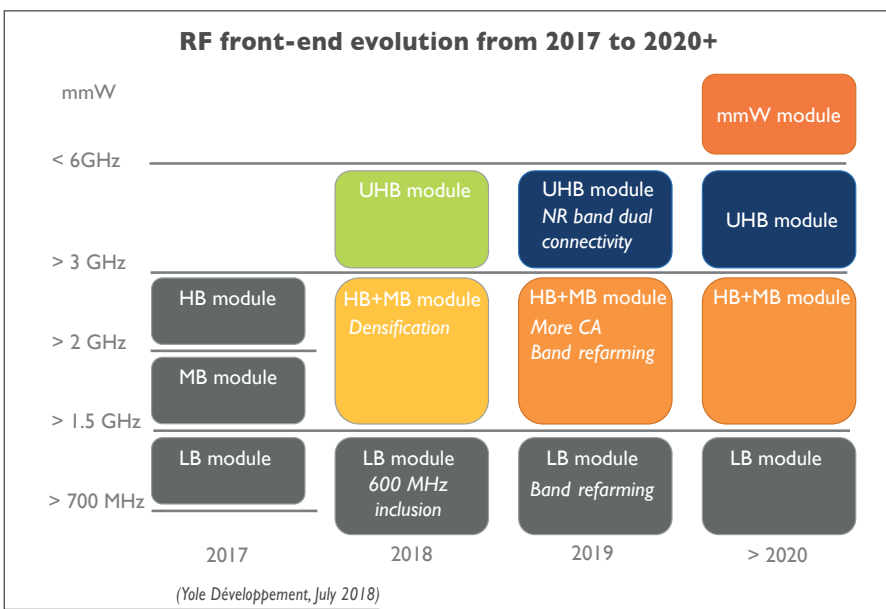 RF front-end evolution from 2017 to 2020+
mmW
mmW module
< 6GHz
UHB module
UHB module
NR band dual
connectivity
UHB module
> 3 GHz
HB module
HB+MB module
Densification
HB+MB module
More CA
Band refarming
HB+MB module
> 2 GHz
MB module
> 1.5 GHz
LB module
LB module
600 MHz
inclusion
LB module
Band refarming
LB module
> 700 MHz
2017
2018
2019
> 2020
(Yole Développement, July 2018)